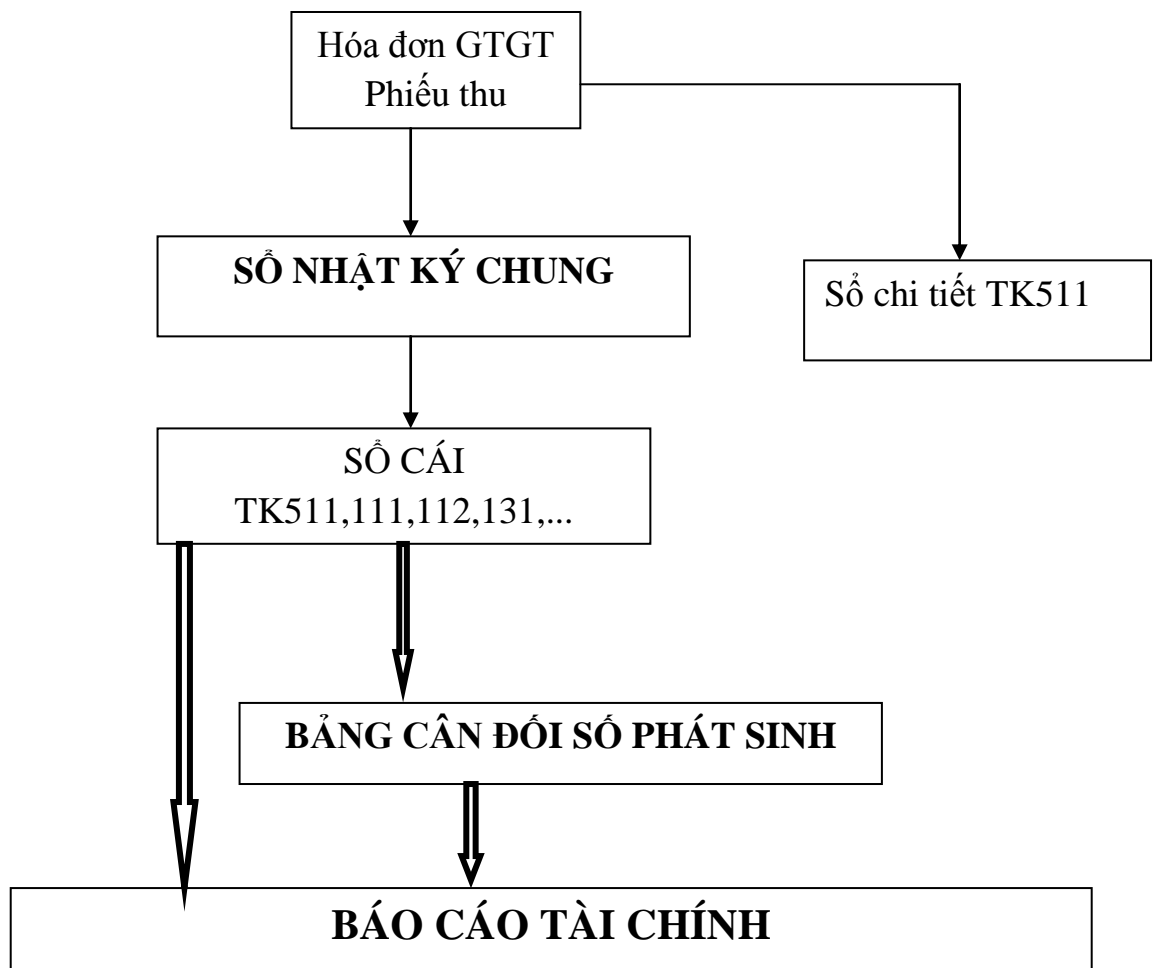 Hóa đơn GTGT
Phiếu thu
SỔ NHẬT KÝ CHUNG
Sổ chi tiết TK511
SỔ CÁI
TK511,111,112,131,...
BẢNG CÂN ĐỐI SỐ PHÁT SINH
BÁO CÁO TÀI CHÍNH